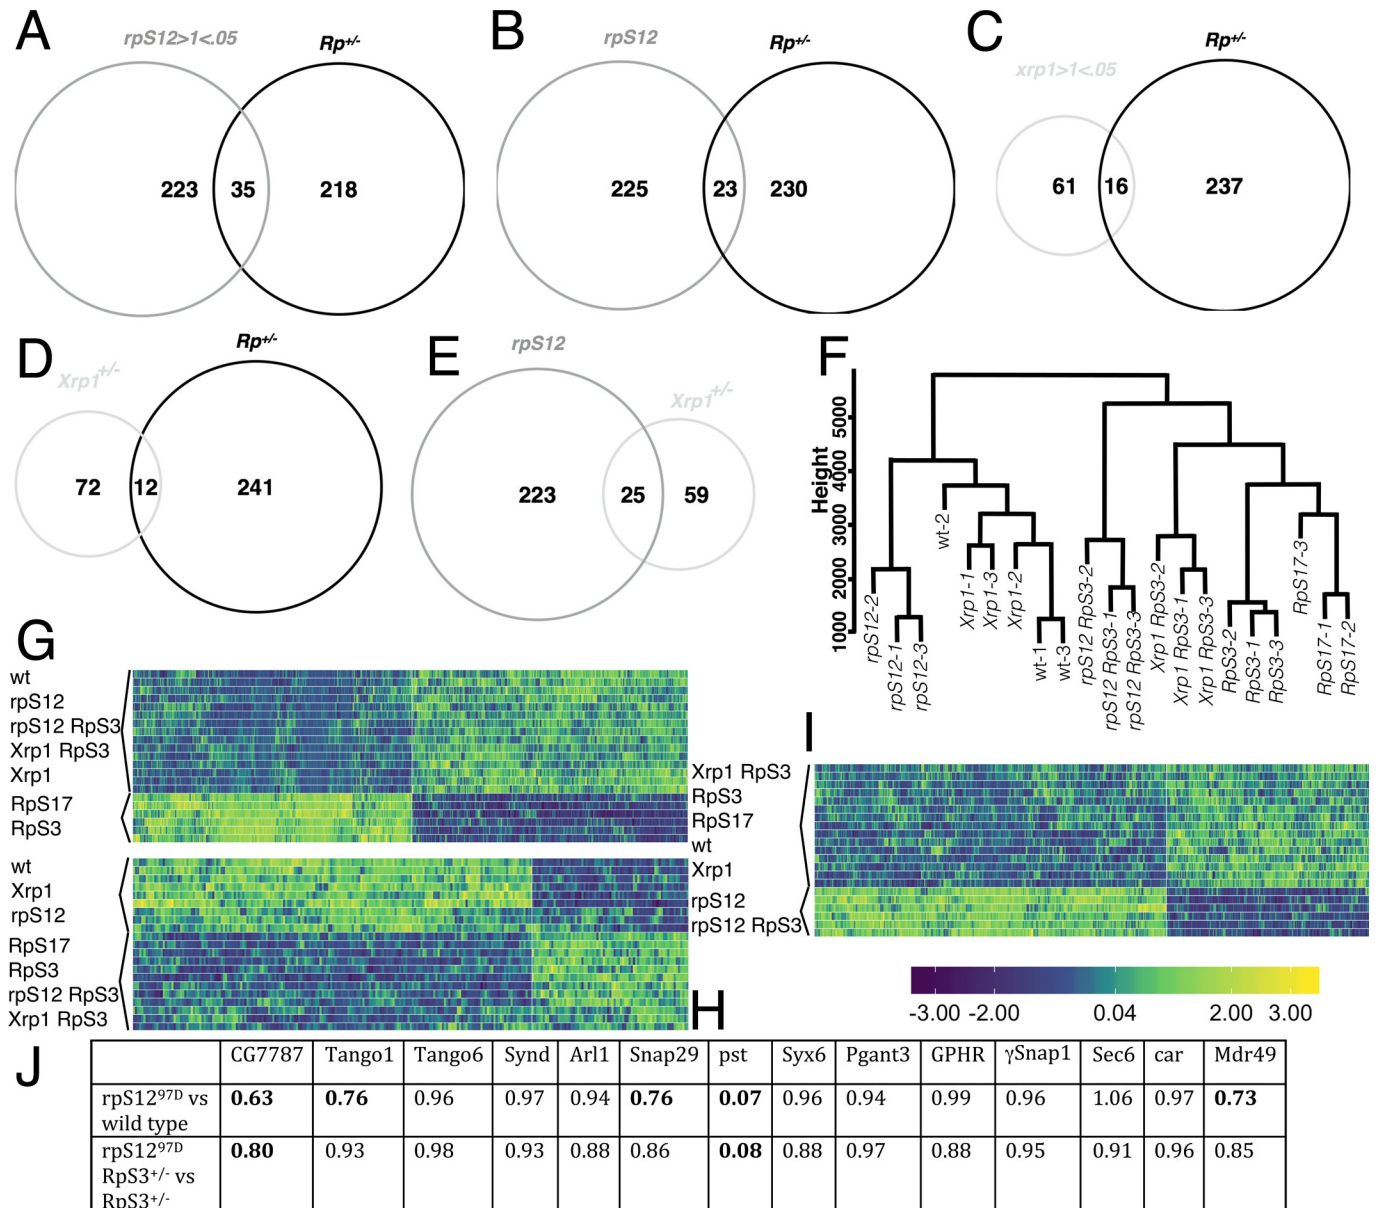 A
rpS12>1<.05
Rp+/-
223
35
218
B
rpS12
Rp+/-
225
23
230
C
xrp1>1<.05
Rp+/-
61
16
237
D
Xrp1+/-
Rp+/-
72
12
241
E
rpS12
Xrp1+/-
223
25
59
F
Height
1000 2000 3000 4000 5000
rpS12-2
rpS12-1
rpS12-3
wt-2
Xrp1-1
Xrp1-3
Xrp1-2
wt-1
wt-3
rpS12 RpS3-2
rpS12 RpS3-1
rpS12 RpS3-3
Xrp1 RpS3-2
Xrp1 RpS3-1
Xrp1 RpS3-3
RpS3-2
RpS3-1
RpS3-3
RpS17-3
RpS17-1
RpS17-2
G
wt
rpS12
rpS12 RpS3
Xrp1 RpS3
Xrp1
RpS17
RpS3
wt
Xrp1
rpS12
RpS17
RpS3
rpS12 RpS3
Xrp1 RpS3
H
I
Xrp1 RpS3
RpS3
RpS17
wt
Xrp1
rpS12
rpS12 RpS3
-3.00 -2.00 0.04 2.00 3.00
J
CG7787 Tango1 Tango6 Synd Arl1 Snap29 pst Syx6 Pgant3 GPHR γSnap1 Sec6 car Mdr49
rpS1297D vs
wild type
0.63 0.76 0.96 0.97 0.94 0.76 0.07 0.96 0.94 0.99 0.96 1.06 0.97 0.73
rpS1297D
RpS3+/- vs
RpS3+/-
0.80 0.93 0.98 0.93 0.88 0.86 0.08 0.88 0.97 0.88 0.95 0.91 0.96 0.85